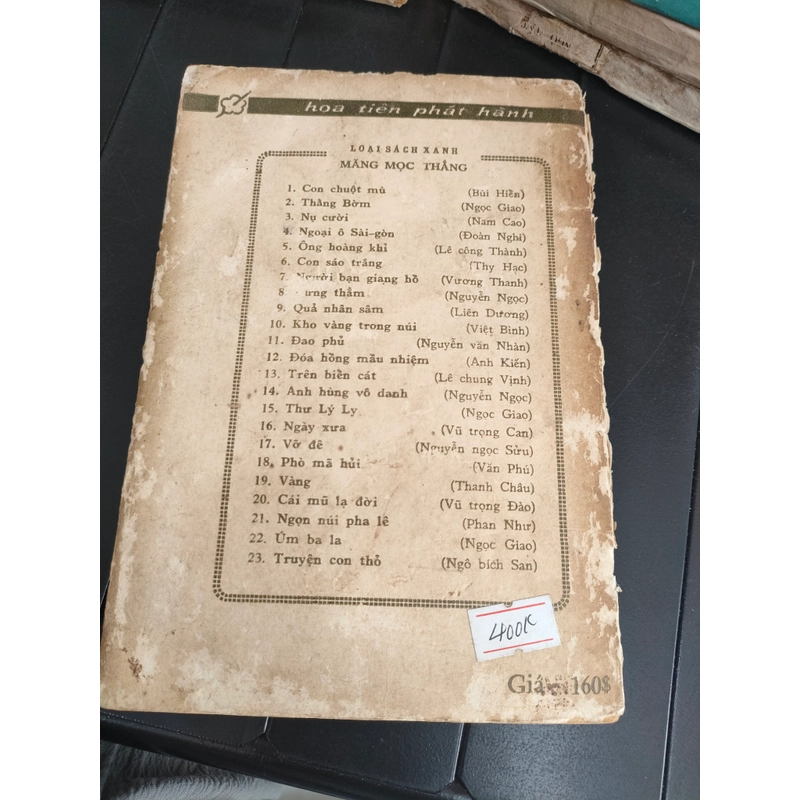 hoa tiên phát hành
LOẠI SÁCH XANH
MĂNG MỌC THẲNG
1. Con chuột mù (Bùi Hiển)
2. Thằng Bờm (Ngọc Giao)
3. Nụ cười (Nam Cao)
4. Ngoại ô Sài-gòn (Đoàn Nghi)
5. Ông hoàng khỉ (Lê công Thành)
6. Con sáo trắng (Thy Hạc)
7. Người bạn giang hồ (Vương Thanh)
8 ưng thẳm (Nguyễn Ngọc)
9. Quả nhân sâm (Liên Dương)
10. Kho vàng trong núi (Việt Bình)
11. Đao phủ (Nguyễn văn Nhàn)
12. Đóa hồng mầu nhiệm (Anh Kiến)
13. Trên biển cát (Lê chung Vịnh)
14. Anh hùng vô danh (Nguyễn Ngọc)
15. Thư Lý Ly (Ngọc Giao)
16. Ngày xưa (Vũ trọng Can)
17. Vỡ đê (Nguyễn ngọc Sửu)
18. Phò mã hủi (Văn Phú)
19. Vàng (Thanh Châu)
20. Cái mũ lạ đời (Vũ trọng Đào)
21. Ngọn núi pha lê (Phan Như)
22. Úm ba la (Ngọc Giao)
23. Truyện con thỏ (Ngô bích San)
400K
Giá 160$